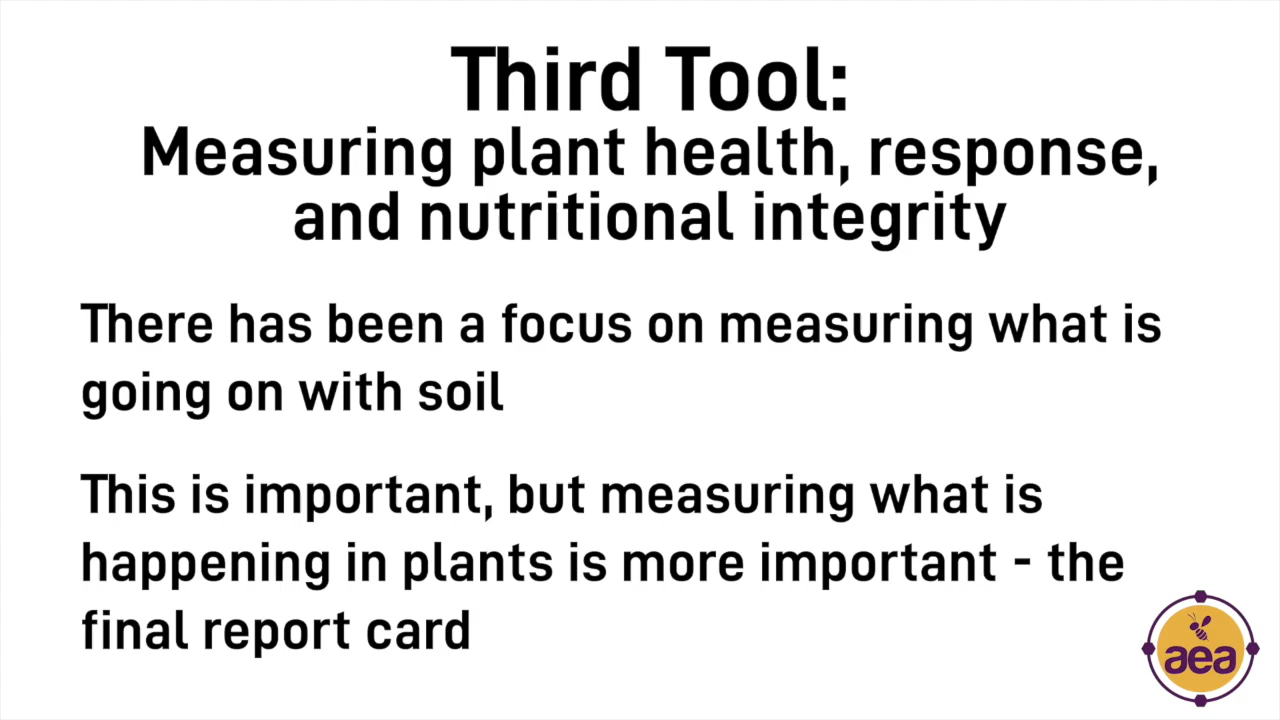 Third Tool:
Measuring plant health, response,
and nutritional integrity
There has been a focus on measuring what is
going on with soil
This is important, but measuring what is
happening in plants is more important - the
final report card
aea